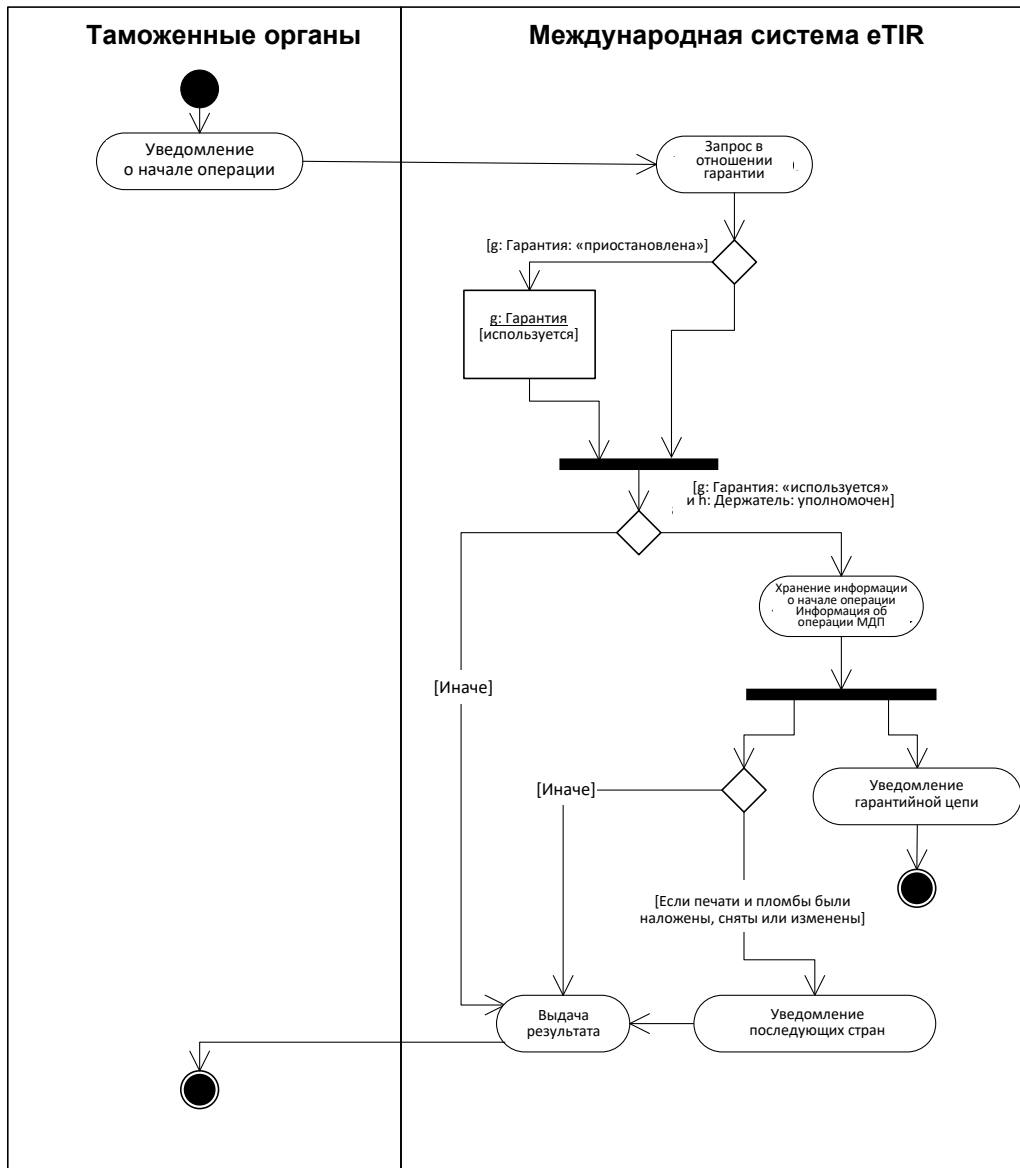 Таможенные органы
Международная система eTIR
Уведомление
о начале операции
Запрос в
отношении
гарантии
[g: Гарантия: «приостановлена»]
g: Гарантия
[используется]
[g: Гарантия: «используется»
и h: Держатель: уполномочен]
Хранение информации
о начале операции
Информация об
операции МДП
[Иначе]
[Иначе]
Уведомление
гарантийной цепи
[Если печати и пломбы были
наложены, сняты или изменены]
Выдача
результата
Уведомление
последующих стран